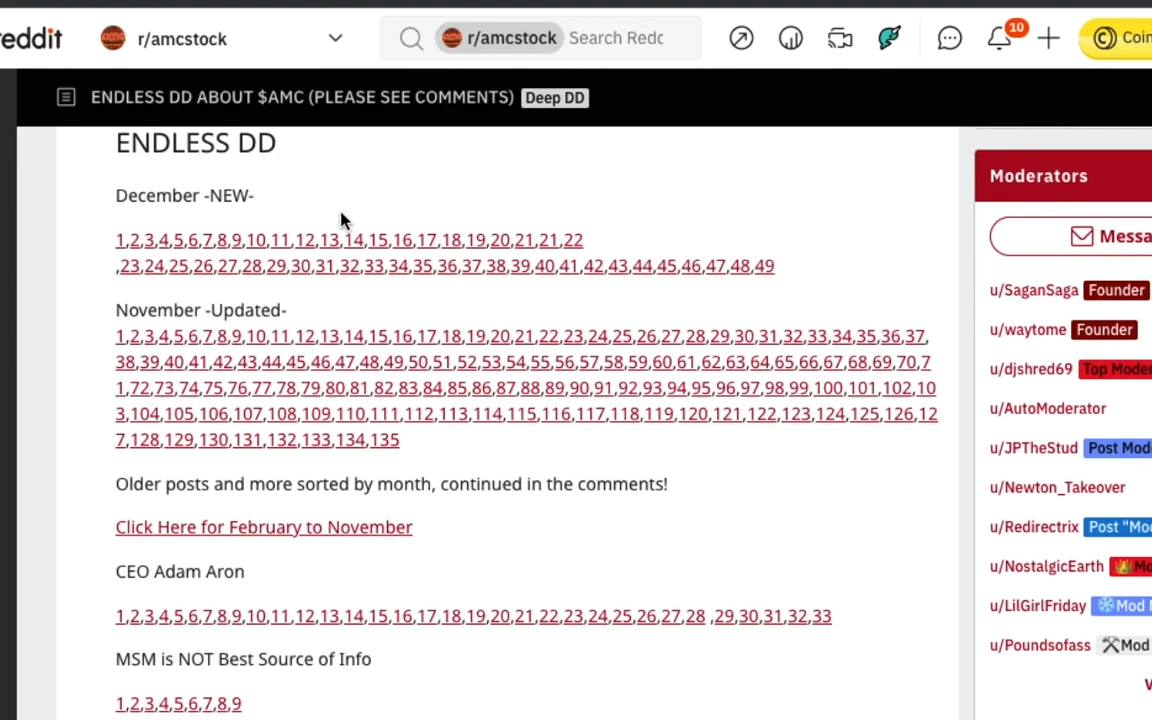 eddit
r/amcstock
r/amcstock Search Redc
10
Coin
ENDLESS DD ABOUT $AMC (PLEASE SEE COMMENTS) Deep DD
ENDLESS DD
December -NEW-
1,2,3,4,5,6,7,8,9,10,11,12,13,14,15,16,17,18,19,20,21,21,22
,23,24,25,26,27,28,29,30,31,32,33,34,35,36,37,38,39,40,41,42,43,44,45,46,47,48,49
November -Updated-
1,2,3,4,5,6,7,8,9,10,11,12,13,14,15,16,17,18,19,20,21,22,23,24,25,26,27,28,29,30,31,32,33,34,35,36,37,
38,39,40,41,42,43,44,45,46,47,48,49,50,51,52,53,54,55,56,57,58,59,60,61,62,63,64,65,66,67,68,69,70,7
1,72,73,74,75,76,77,78,79,80,81,82,83,84,85,86,87,88,89,90,91,92,93,94,95,96,97,98,99,100,101,102,10
3,104,105,106,107,108,109,110,111,112,113,114,115,116,117,118,119,120,121,122,123,124,125,126,12
7,128,129,130,131,132,133,134,135
Older posts and more sorted by month, continued in the comments!
Click Here for February to November
CEO Adam Aron
1,2,3,4,5,6,7,8,9,10,11,12,13,14,15,16,17,18,19,20,21,22,23,24,25,26,27,28 ,29,30,31,32,33
MSM is NOT Best Source of Info
1,2,3,4,5,6,7,8,9
Moderators
Messa
u/SaganSaga Founder
u/waytome Founder
u/djshred69 Top Moder
u/AutoModerator
u/JPTheStud Post Mod
u/Newton_Takeover
u/Redirectrix Post "Mod
u/NostalgicEarth Mo
u/LilGirlFriday Mod M
u/Poundsofass Mod
V